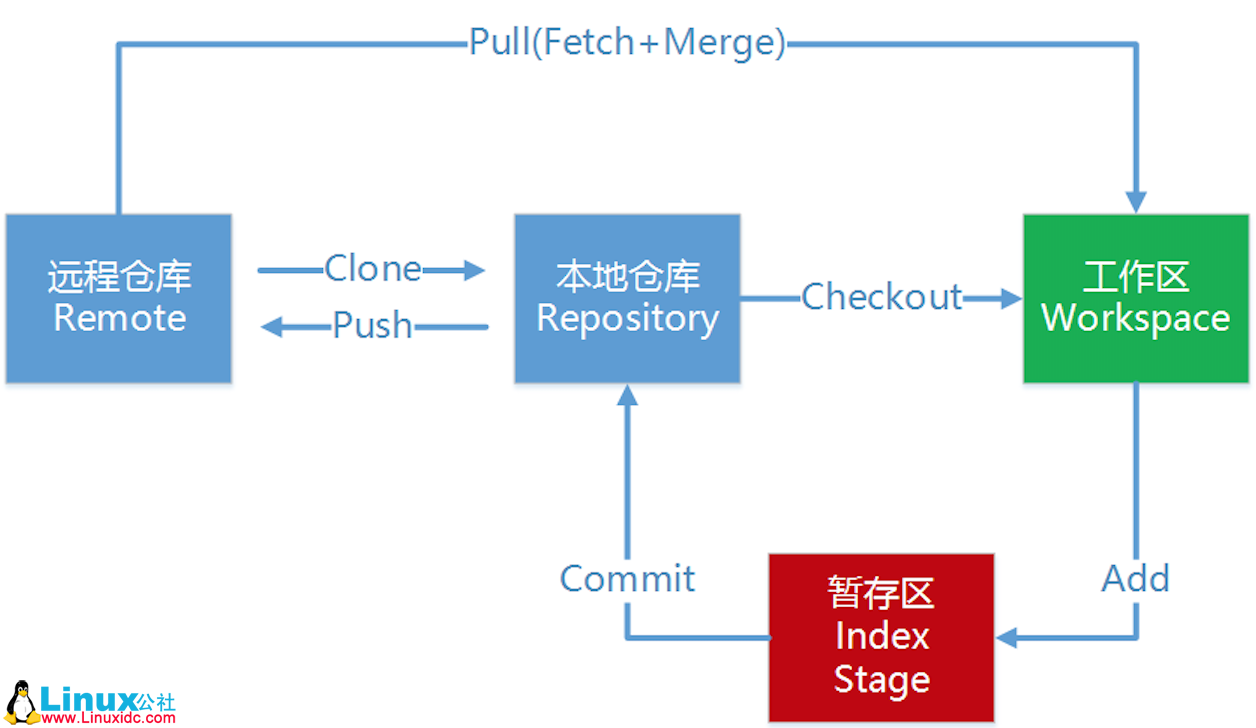 Pull(Fetch+Merge)
远程仓库
Remote
Clone
Push
本地仓库
Repository
Checkout
工作区
Workspace
Commit
暂存区
Index
Stage
Add
Linux公社
www.Linuxidc.com